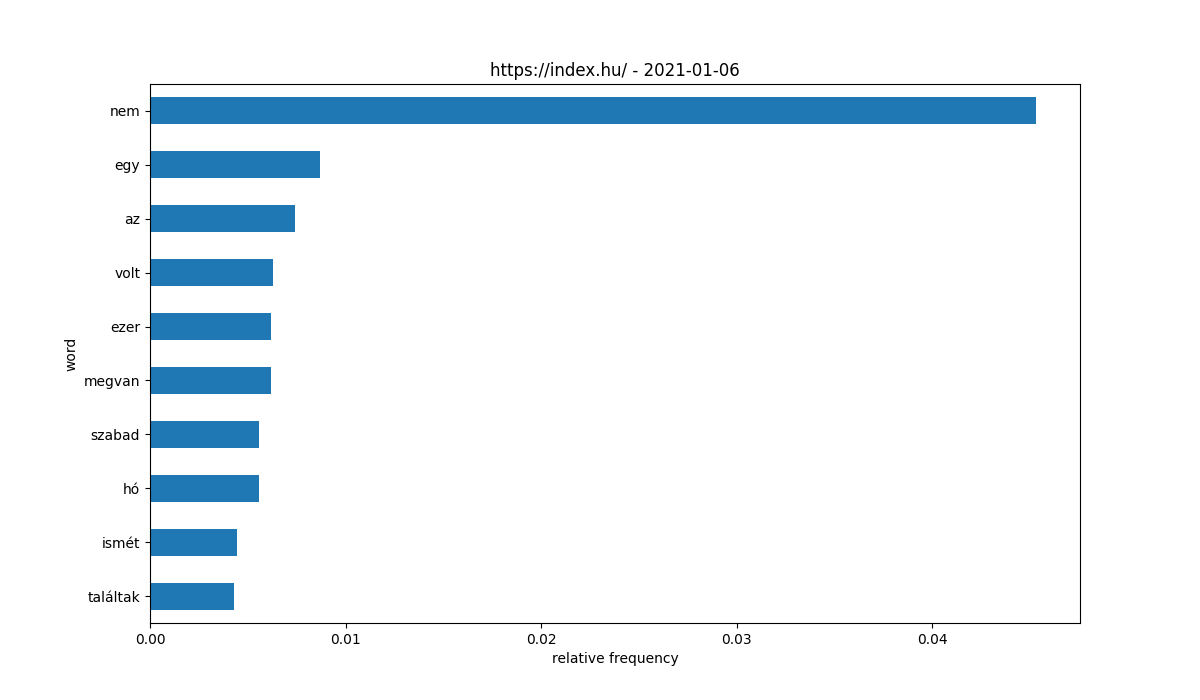 https://index.hu/ - 2021-01-06
nem
egy
az
volt
ezer
megvan
szabad
hó
ismét
találtak
word
0.00 0.01 0.02 0.03 0.04
relative frequency